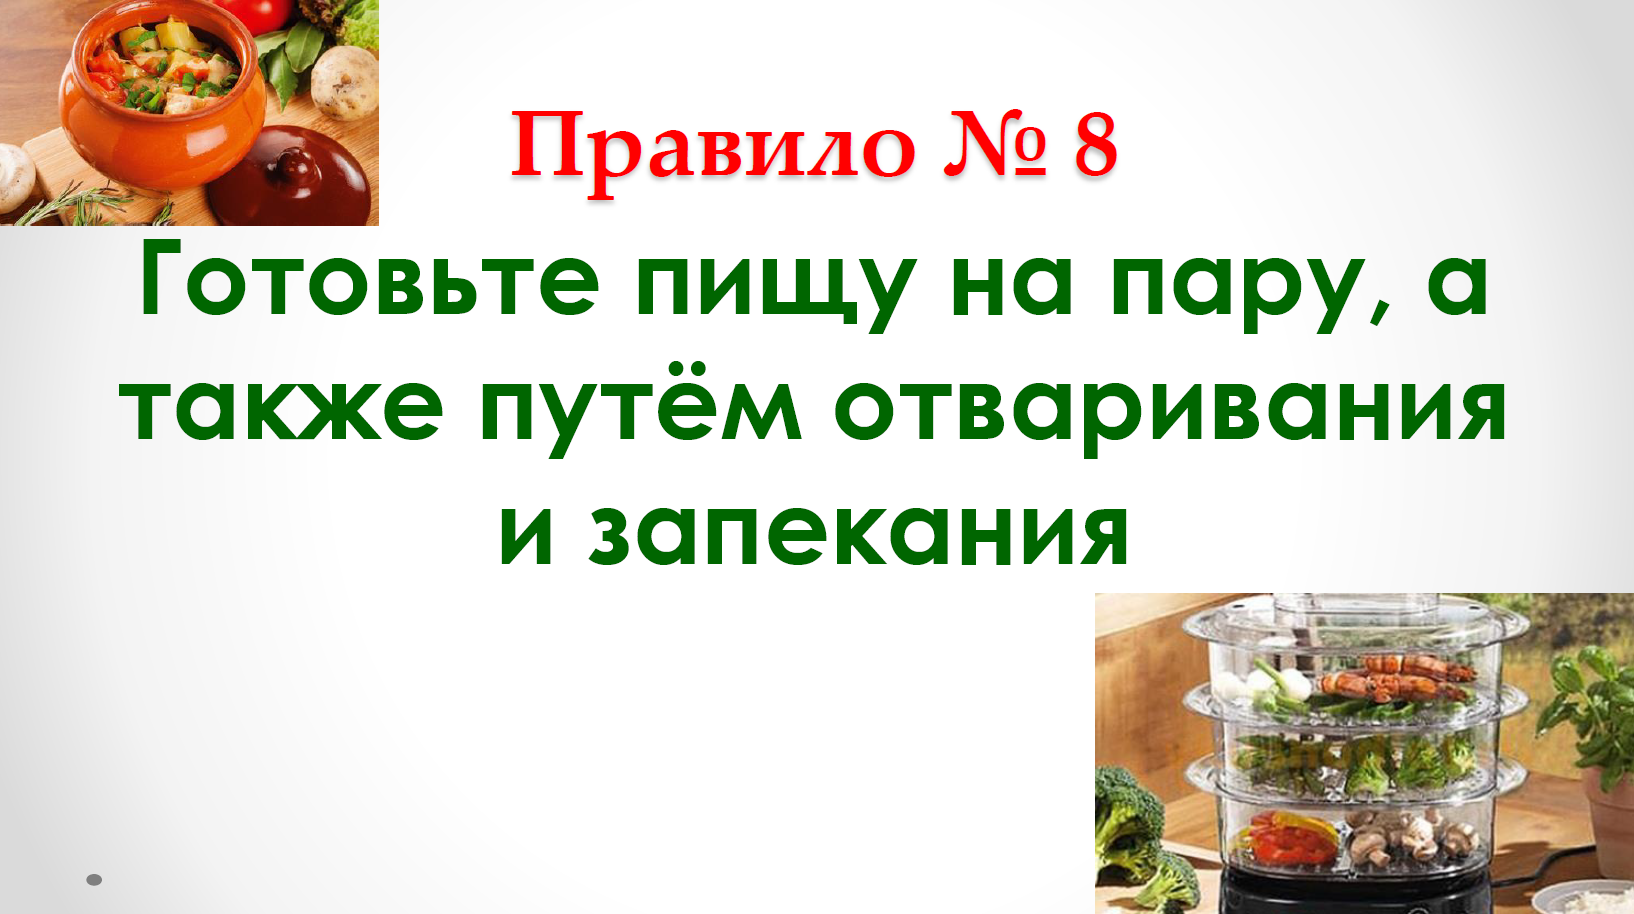 Правило № 8
Готовьте пищу на пару, а
также путём отваривания
и запекания